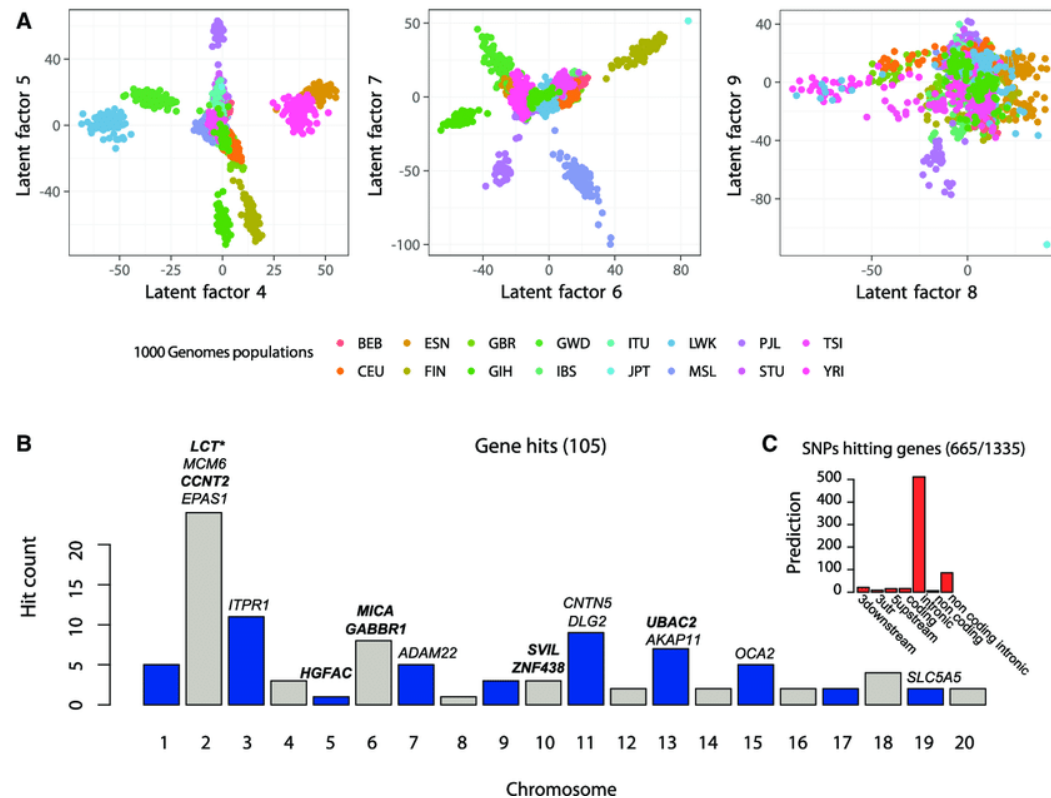 A
Latent factor 5
40
0
-40
-50
0
25
50
Latent factor 4
Latent factor 7
50
0
-50
-100
-40
0
40
80
Latent factor 6
Latent factor 9
40
0
-40
-80
-50
0
Latent factor 8
1000 Genomes populations
BEB ESN GBR GWD ITU LWK PJL TSI
CEU FIN GIH IBS JPT MSL STU YRI
B
Gene hits (105)
Hit count
20
15
10
5
0
LCT*
MCM6
CCNT2
EPAS1
ITPR1
HGFAC
MICA
GABBR1
ADAM22
SVIL
ZNF438
CNTN5
DLG2
UBAC2
AKAP11
OCA2
SLC5A5
1 2 3 4 5 6 7 8 9 10 11 12 13 14 15 16 17 18 19 20
Chromosome
C
SNPs hitting genes (665/1335)
Prediction
500
400
300
200
100
0
3downstream
3utr
5upstream
coding
intronic
non coding
non coding intronic